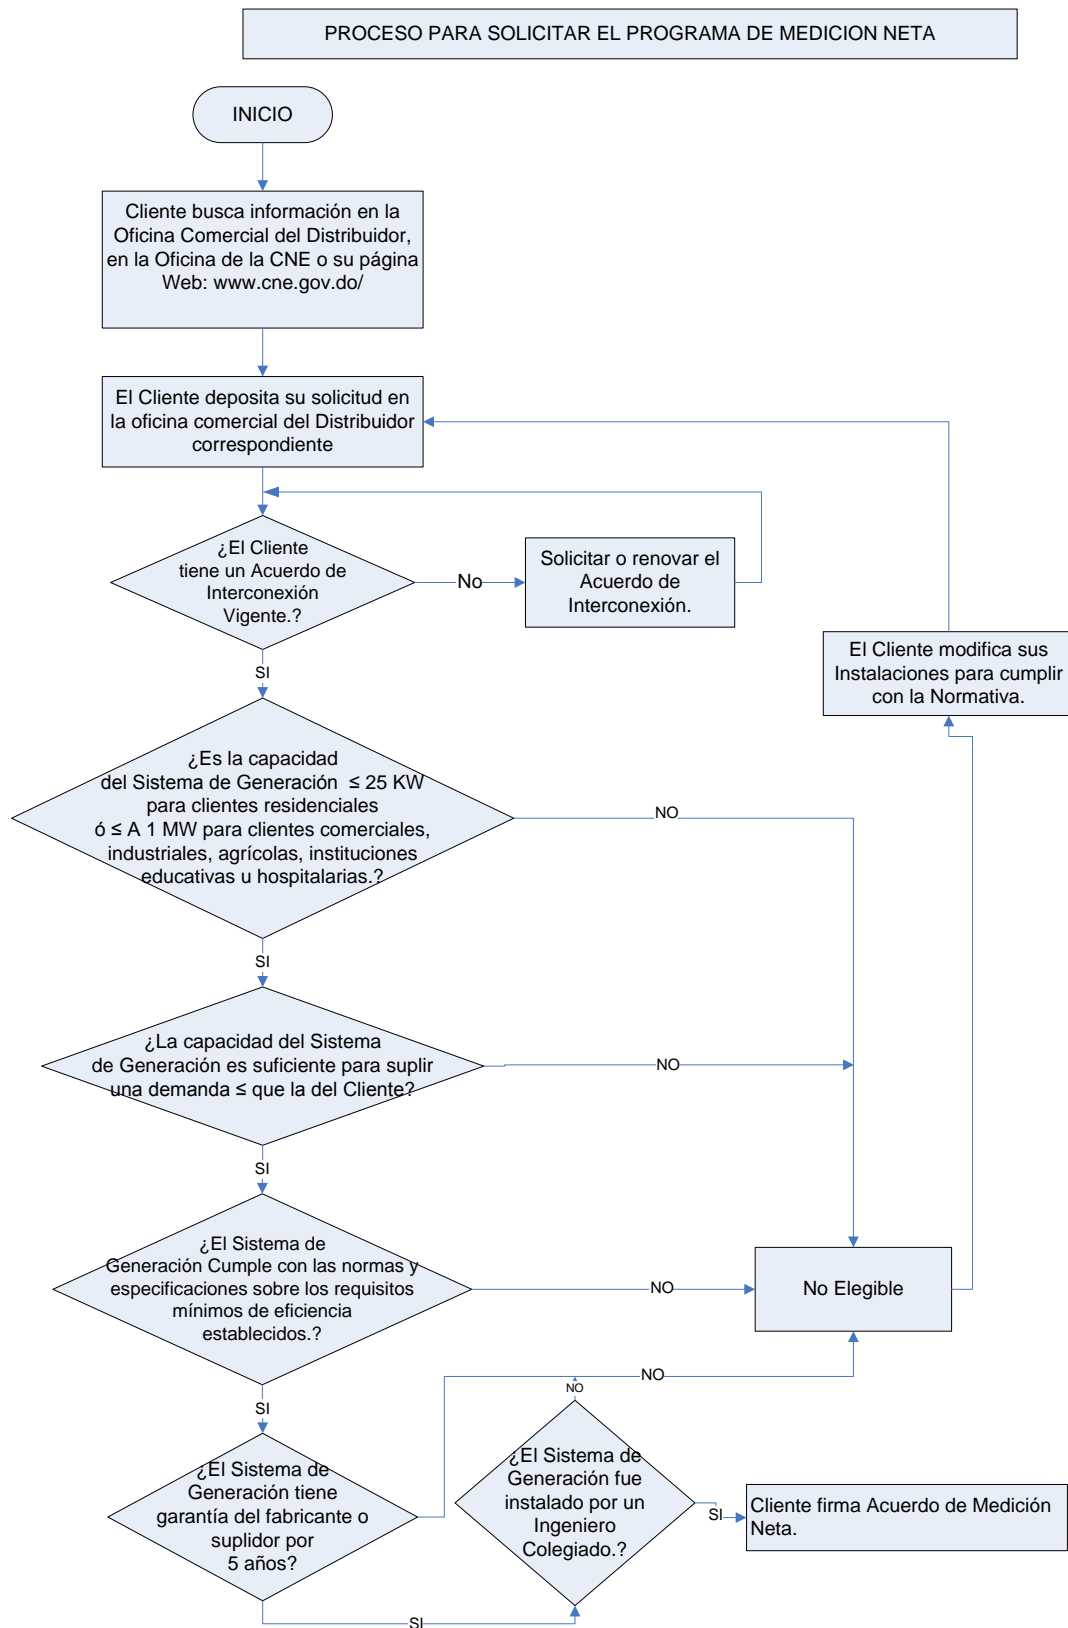 PROCESO PARA SOLICITAR EL PROGRAMA DE MEDICION NETA
INICIO
Cliente busca información en la
Oficina Comercial del Distribuidor,
en la Oficina de la CNE o su página
Web: www.cne.gov.do/
El Cliente deposita su solicitud en
la oficina comercial del Distribuidor
correspondiente
¿El Cliente
tiene un Acuerdo de
Interconexión
Vigente.?
No
Solicitar o renovar el
Acuerdo de
Interconexión.
SI
El Cliente modifica sus
Instalaciones para cumplir
con la Normativa.
¿Es la capacidad
del Sistema de Generación ≤ 25 KW
para clientes residenciales
ó ≤ A 1 MW para clientes comerciales,
industriales, agrícolas, instituciones
educativas u hospitalarias.?
NO
SI
¿La capacidad del Sistema
de Generación es suficiente para suplir
una demanda ≤ que la del Cliente?
NO
SI
¿El Sistema de
Generación Cumple con las normas y
especificaciones sobre los requisitos
mínimos de eficiencia
establecidos.?
NO
No Elegible
SI
NO
NO
¿El Sistema de
Generación tiene
garantía del fabricante o
suplidor por
5 años?
¿El Sistema de
Generación fue
instalado por un
Ingeniero
Colegiado.?
SI
Cliente firma Acuerdo de Medición
Neta.
SI